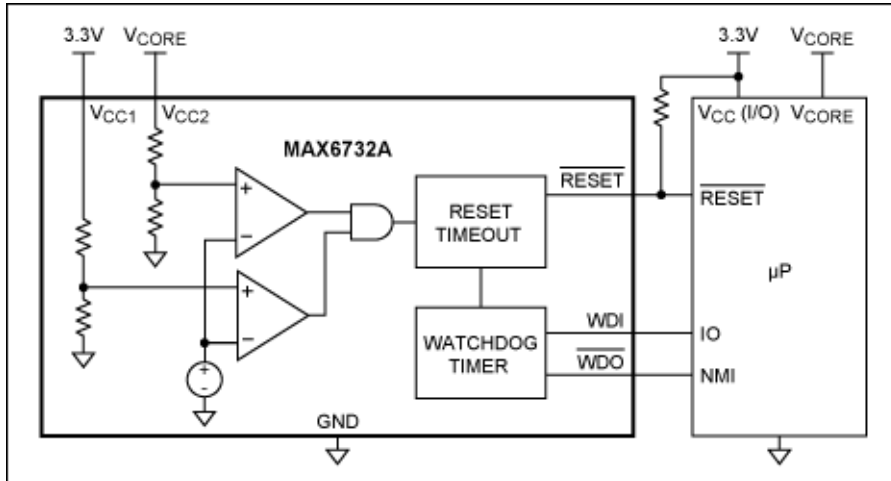 3.3V
VCORE
3.3V
VCORE
VCC1
VCC2
VCC (I/O)
VCORE
MAX6732A
+
−
+
−
+
-
RESET
TIMEOUT
RESET
RESET
µP
WATCHDOG
TIMER
WDI
IO
WDO
NMI
GND